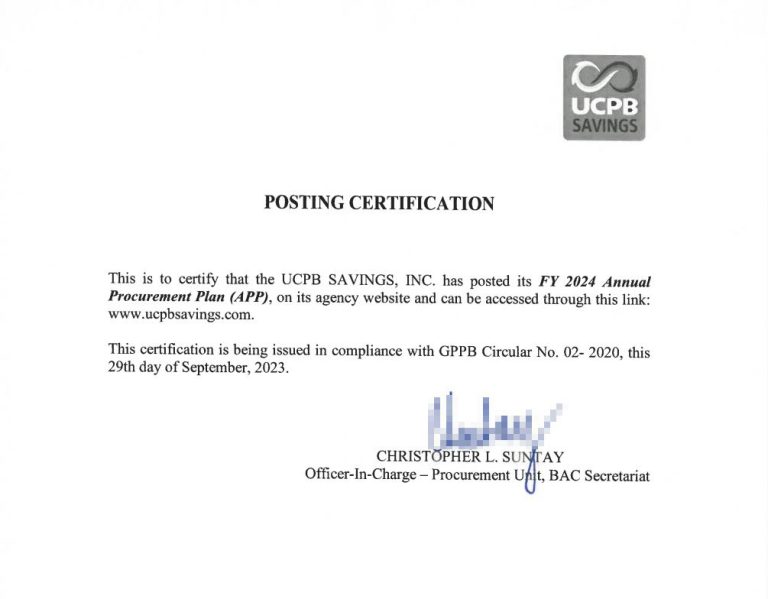 UCPB
SAVINGS
POSTING CERTIFICATION
This is to certify that the UCPB SAVINGS, INC. has posted its FY 2024 Annual
Procurement Plan (APP), on its agency website and can be accessed through this link:
www.ucpbsavings.com.
This certification is being issued in compliance with GPPB Circular No. 02- 2020, this
29th day of September, 2023.
CHRISTOPHER L. SUNTAY
Officer-In-Charge – Procurement Unit, BAC Secretariat